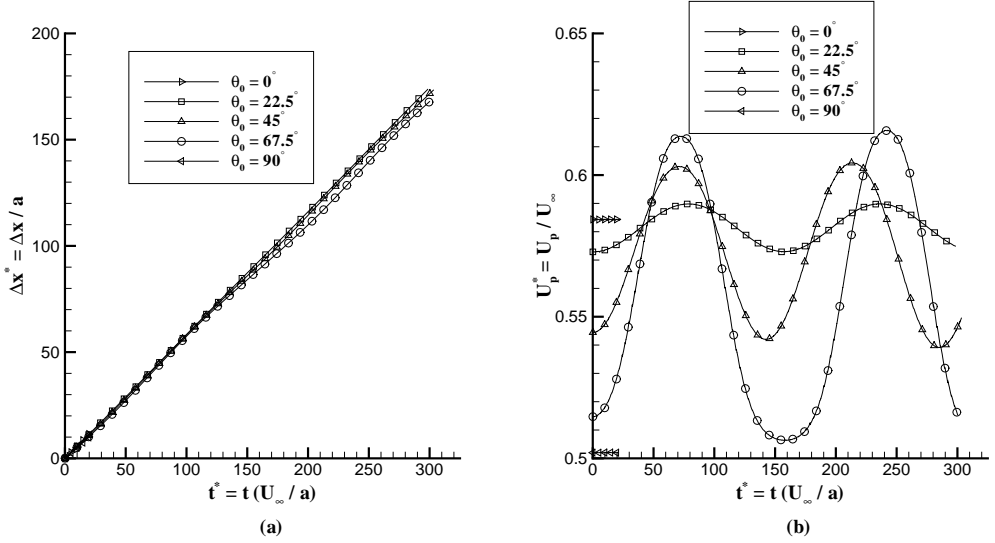 200
150
100
50
0
Δx* = Δx / a
0 50 100 150 200 250 300
t* = t (U∞ / a)
θ₀ = 0°
θ₀ = 22.5°
θ₀ = 45°
θ₀ = 67.5°
θ₀ = 90°
(a)
0.65
0.6
0.55
0.5
U*p = Up / U∞
0 50 100 150 200 250 300
t* = t (U∞ / a)
θ₀ = 0°
θ₀ = 22.5°
θ₀ = 45°
θ₀ = 67.5°
θ₀ = 90°
(b)